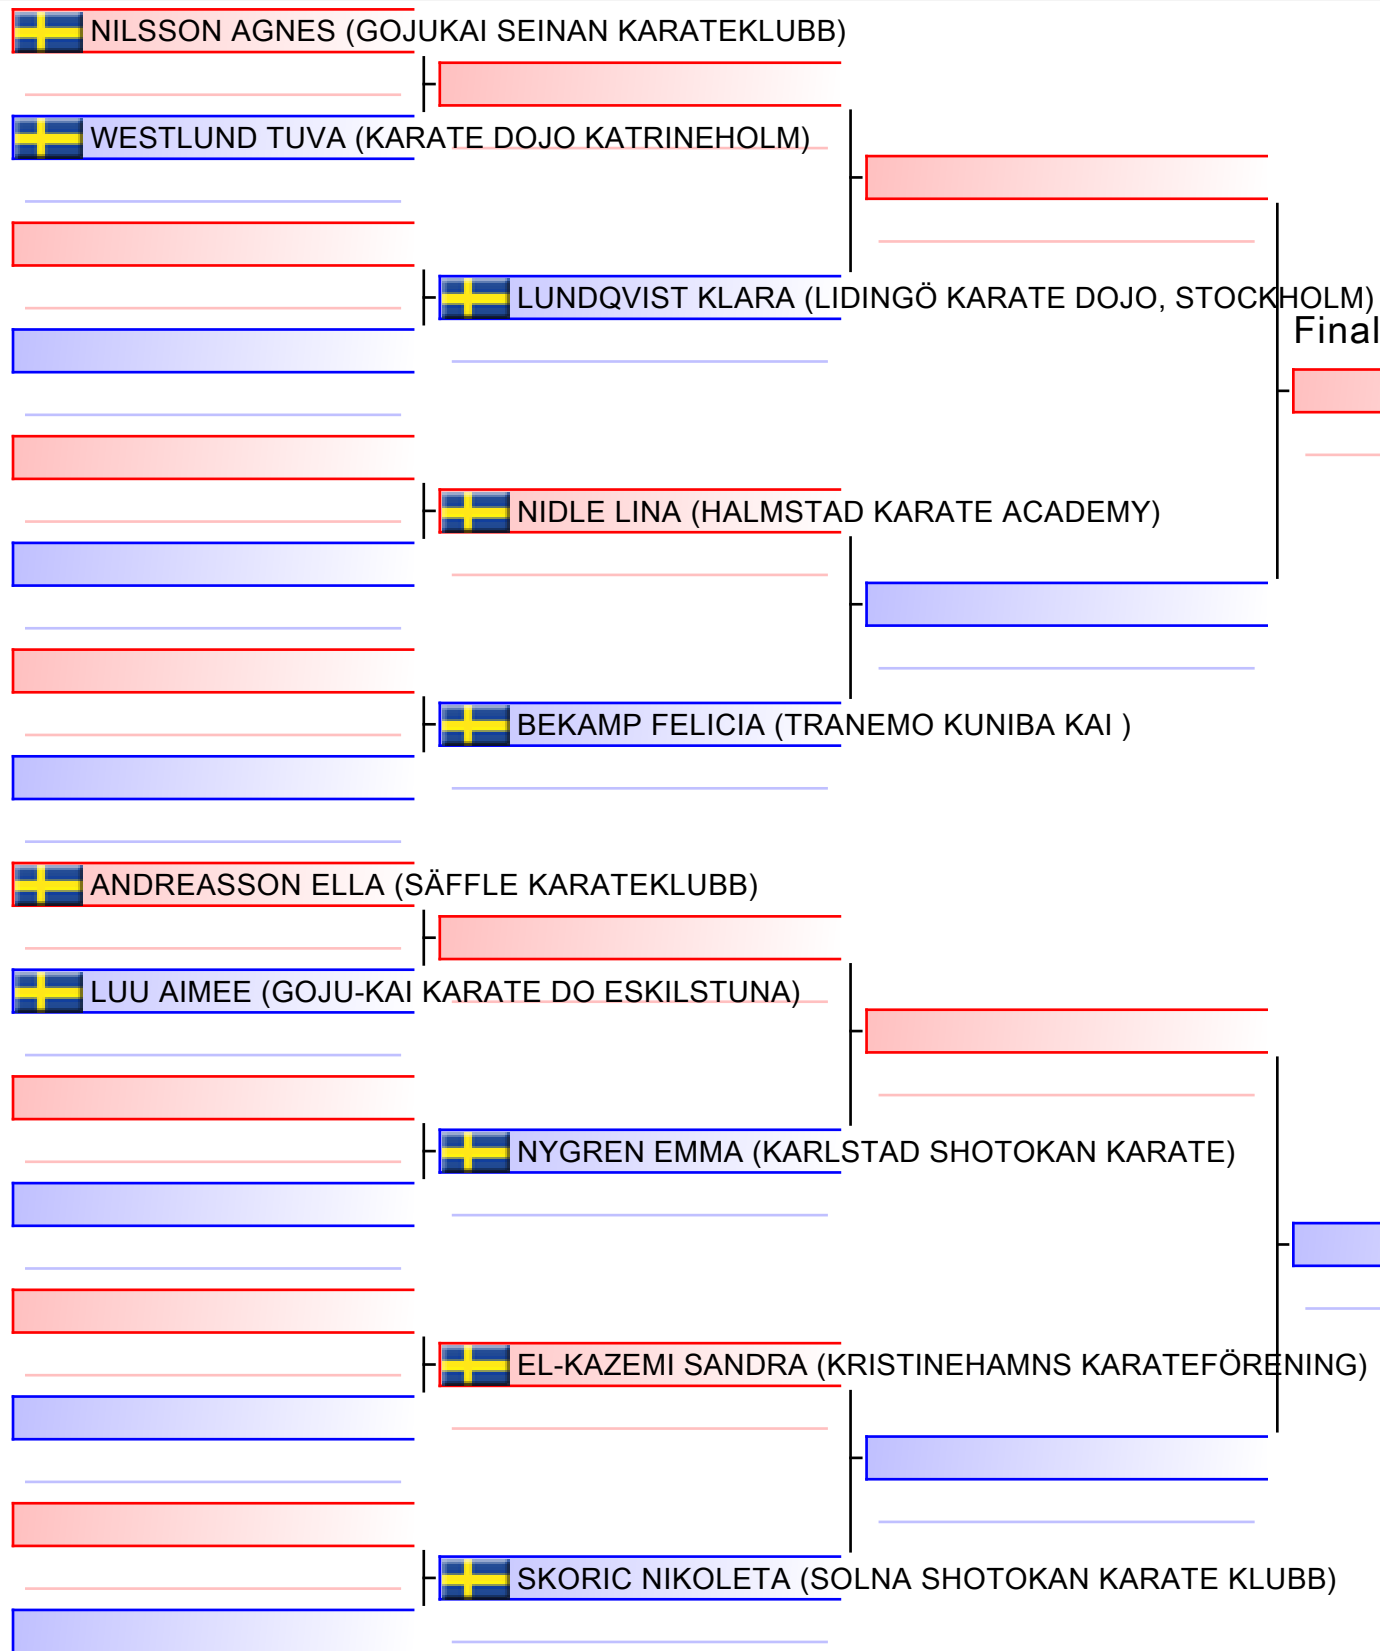 NILSSON AGNES (GOJUKAI SEINAN KARATEKLUBB)
WESTLUND TUVA (KARATE DOJO KATRINEHOLM)
LUNDQVIST KLARA (LIDINGÖ KARATE DOJO, STOCKHOLM)
Final
NIDLE LINA (HALMSTAD KARATE ACADEMY)
BEKAMP FELICIA (TRANEMO KUNIBA KAI )
ANDREASSON ELLA (SÄFFLE KARATEKLUBB)
LUU AIMEE (GOJU-KAI KARATE DO ESKILSTUNA)
NYGREN EMMA (KARLSTAD SHOTOKAN KARATE)
EL-KAZEMI SANDRA (KRISTINEHAMNS KARATEFÖRENING)
SKORIC NIKOLETA (SOLNA SHOTOKAN KARATE KLUBB)